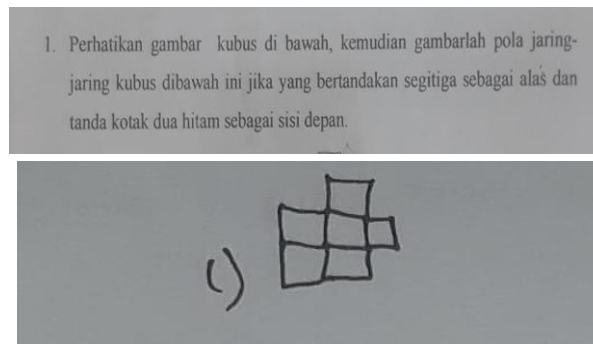 1. Perhatikan gambar kubus di bawah, kemudian gambarlah pola jaring-
jaring kubus dibawah ini jika yang bertandakan segitiga sebagai alas dan
tanda kotak dua hitam sebagai sisi depan.
c)